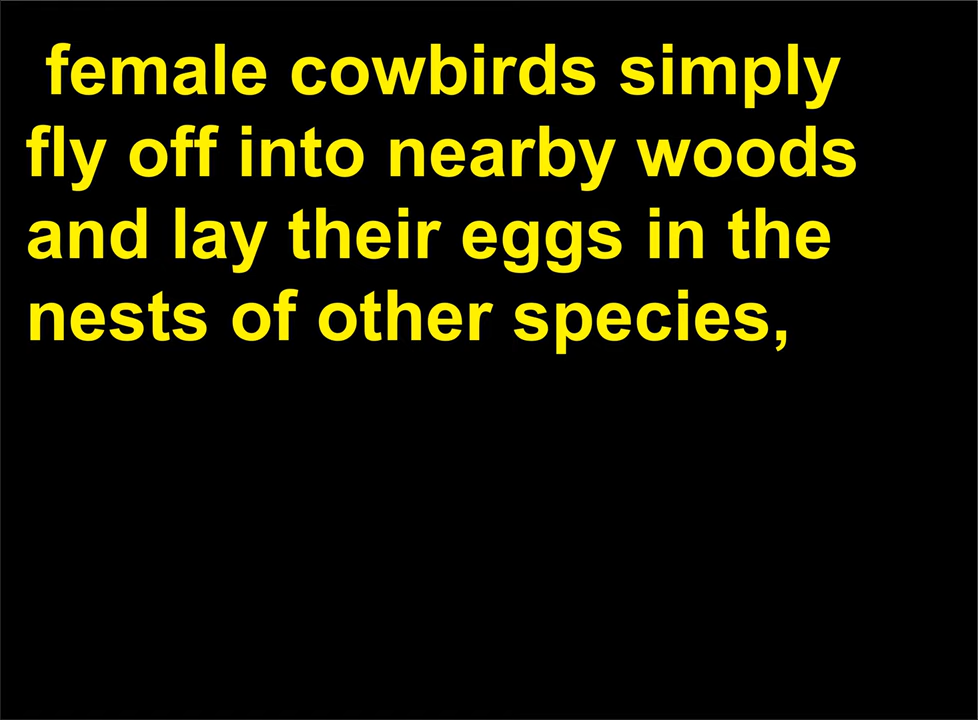 female cowbirds simply
fly off into nearby woods
and lay their eggs in the
nests of other species,